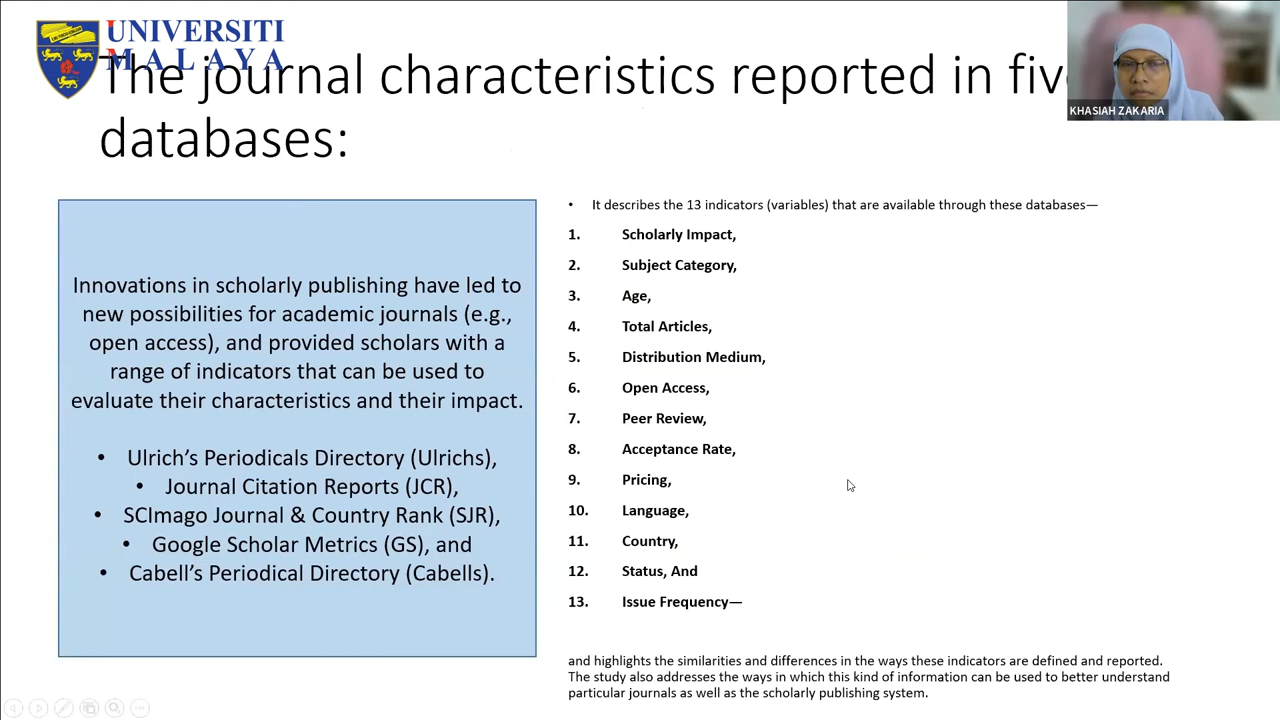 UNIVERSITI
MALAYA
The journal characteristics reported in five
databases:
KHASIAH ZAKARIA
Innovations in scholarly publishing have led to
new possibilities for academic journals (e.g.,
open access), and provided scholars with a
range of indicators that can be used to
evaluate their characteristics and their impact.
• Ulrich’s Periodicals Directory (Ulrichs),
• Journal Citation Reports (JCR),
• SCImago Journal & Country Rank (SJR),
• Google Scholar Metrics (GS), and
• Cabell’s Periodical Directory (Cabells).
• It describes the 13 indicators (variables) that are available through these databases—
1. Scholarly Impact,
2. Subject Category,
3. Age,
4. Total Articles,
5. Distribution Medium,
6. Open Access,
7. Peer Review,
8. Acceptance Rate,
9. Pricing,
10. Language,
11. Country,
12. Status, And
13. Issue Frequency—
and highlights the similarities and differences in the ways these indicators are defined and reported.
The study also addresses the ways in which this kind of information can be used to better understand
particular journals as well as the scholarly publishing system.